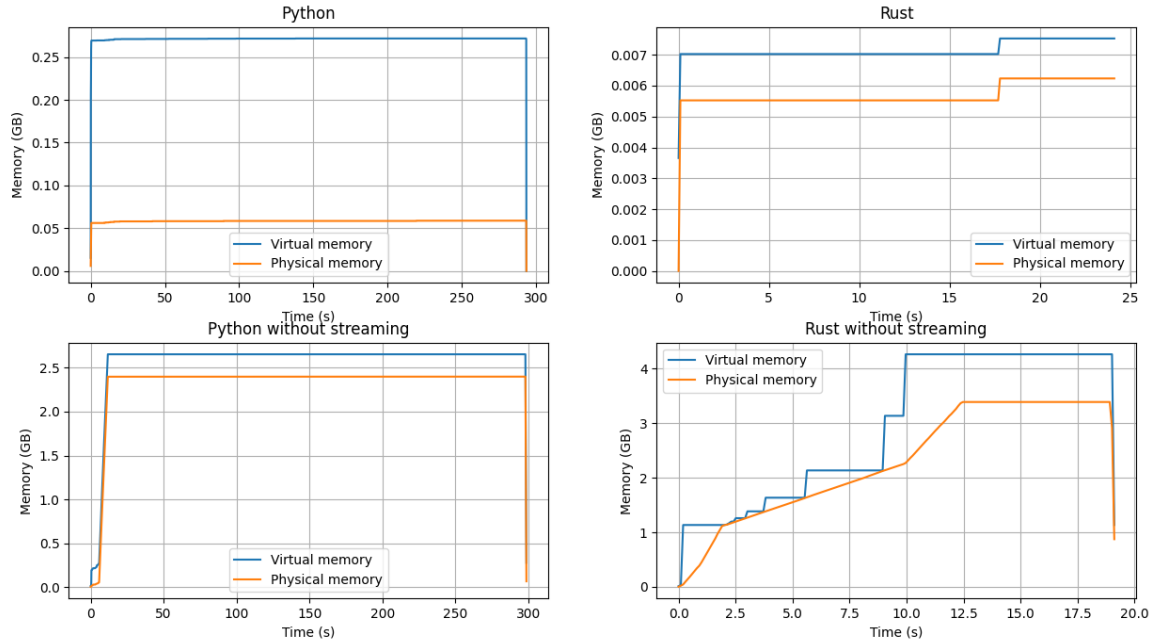 Python
Memory (GB)
0.25
0.20
0.15
0.10
0.05
0.00
Virtual memory
Physical memory
0 50 100 150 200 250 300
Time (s)
Rust
Memory (GB)
0.007
0.006
0.005
0.004
0.003
0.002
0.001
0.000
Virtual memory
Physical memory
0 5 10 15 20 25
Time (s)
Python without streaming
Memory (GB)
2.5
2.0
1.5
1.0
0.5
0.0
Virtual memory
Physical memory
0 50 100 150 200 250 300
Time (s)
Rust without streaming
Memory (GB)
Virtual memory
Physical memory
4
3
2
1
0
0.0 2.5 5.0 7.5 10.0 12.5 15.0 17.5 20.0
Time (s)